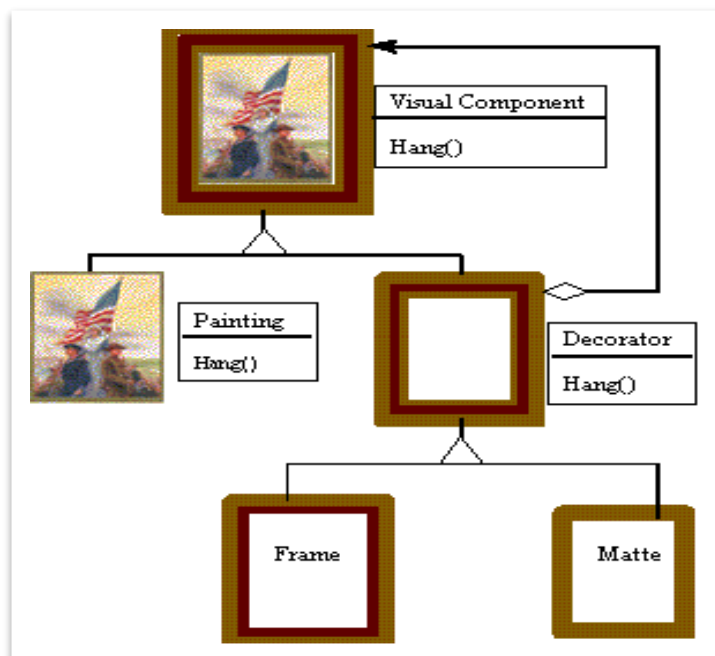 Visual Component
Hang()
Painting
Hang()
Decorator
Hang()
Frame
Matte